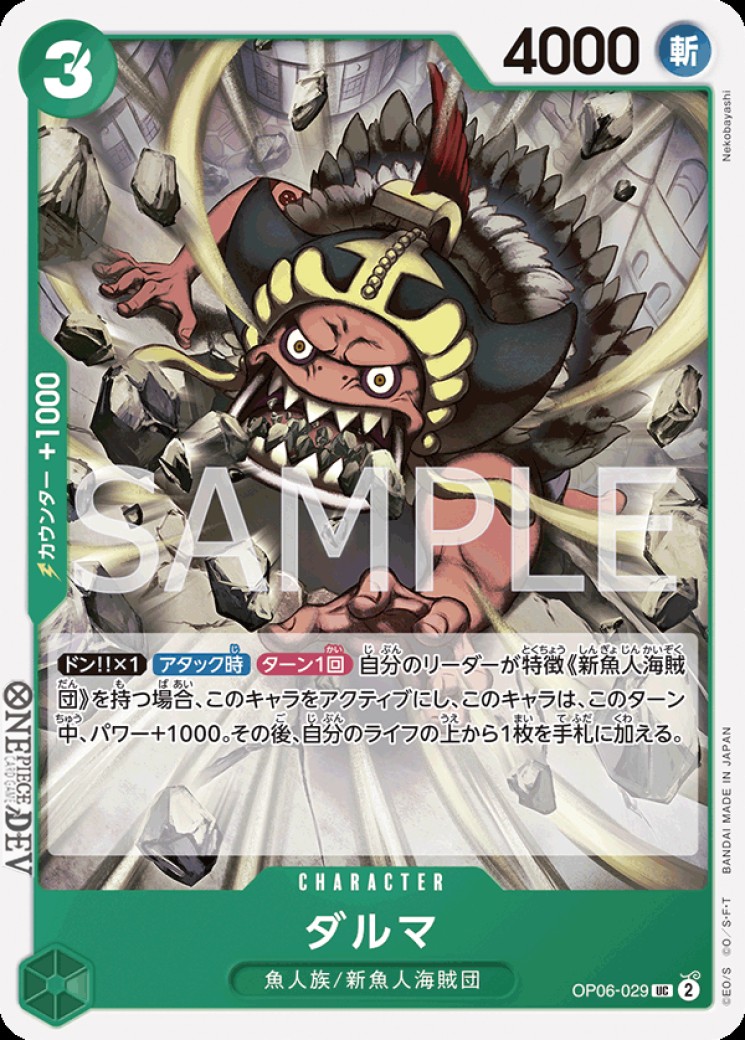 3
4000
斬
Nekobayashi
カウンター +1000
SAMPLE
ドン!!×1 アタック時 ターン1回 自分のリーダーが特徴《新魚人海賊
団》を持つ場合、このキャラをアクティブにし、このキャラは、このターン
中、パワー+1000。その後、自分のライフの上から1枚を手札に加える。
ONE PIECE
CARD GAME
DEV
BANDAI MADE IN JAPAN
©EO/S ©O/S・F・T
CHARACTER
ダルマ
魚人族/新魚人海賊団
OP06-029 UC 2